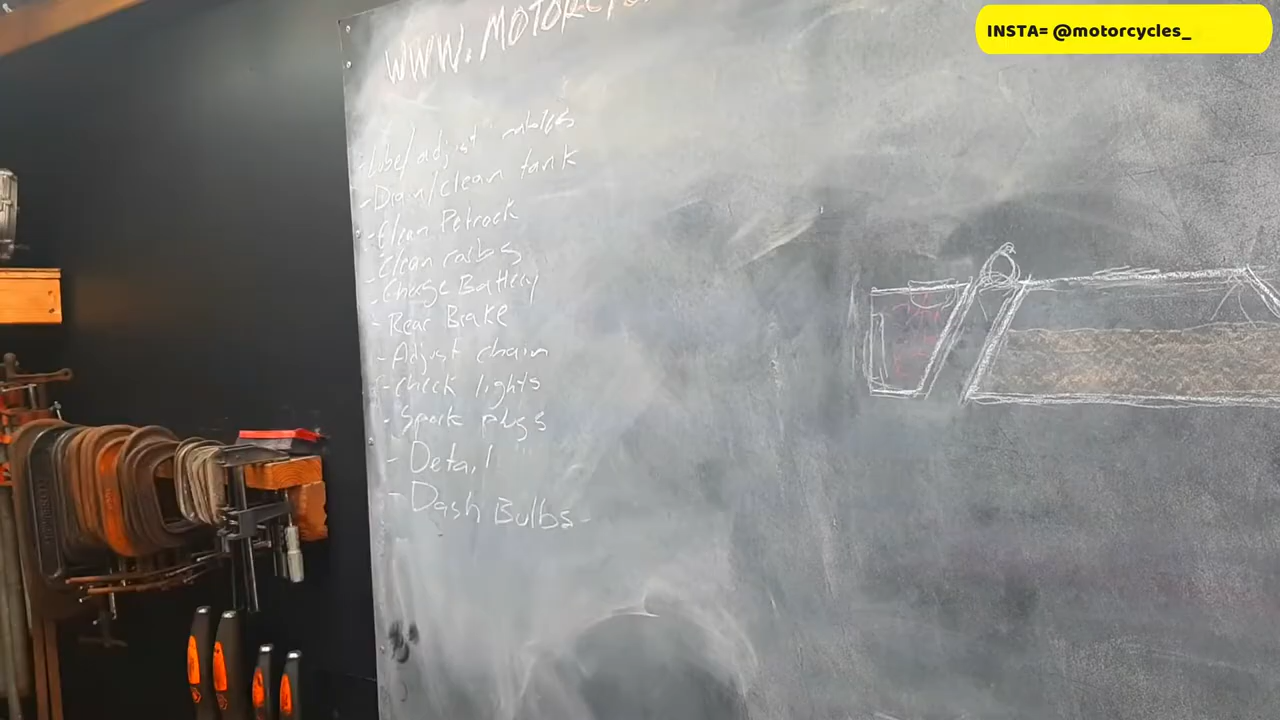 INSTA= @motorcycles_
WWW.MOTORCY
- Lube/adjust cables
- Drain/Clean tank
- Clean Petcock
- Clean carbs
- Charge Battery
- Rear Brake
- Adjust chain
- check lights
- Spark plugs
- Detail
- Dash Bulbs